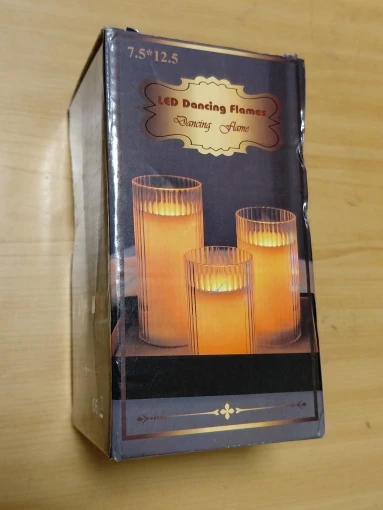 7.5*12.5
LED Dancing Flames
Dancing Flame